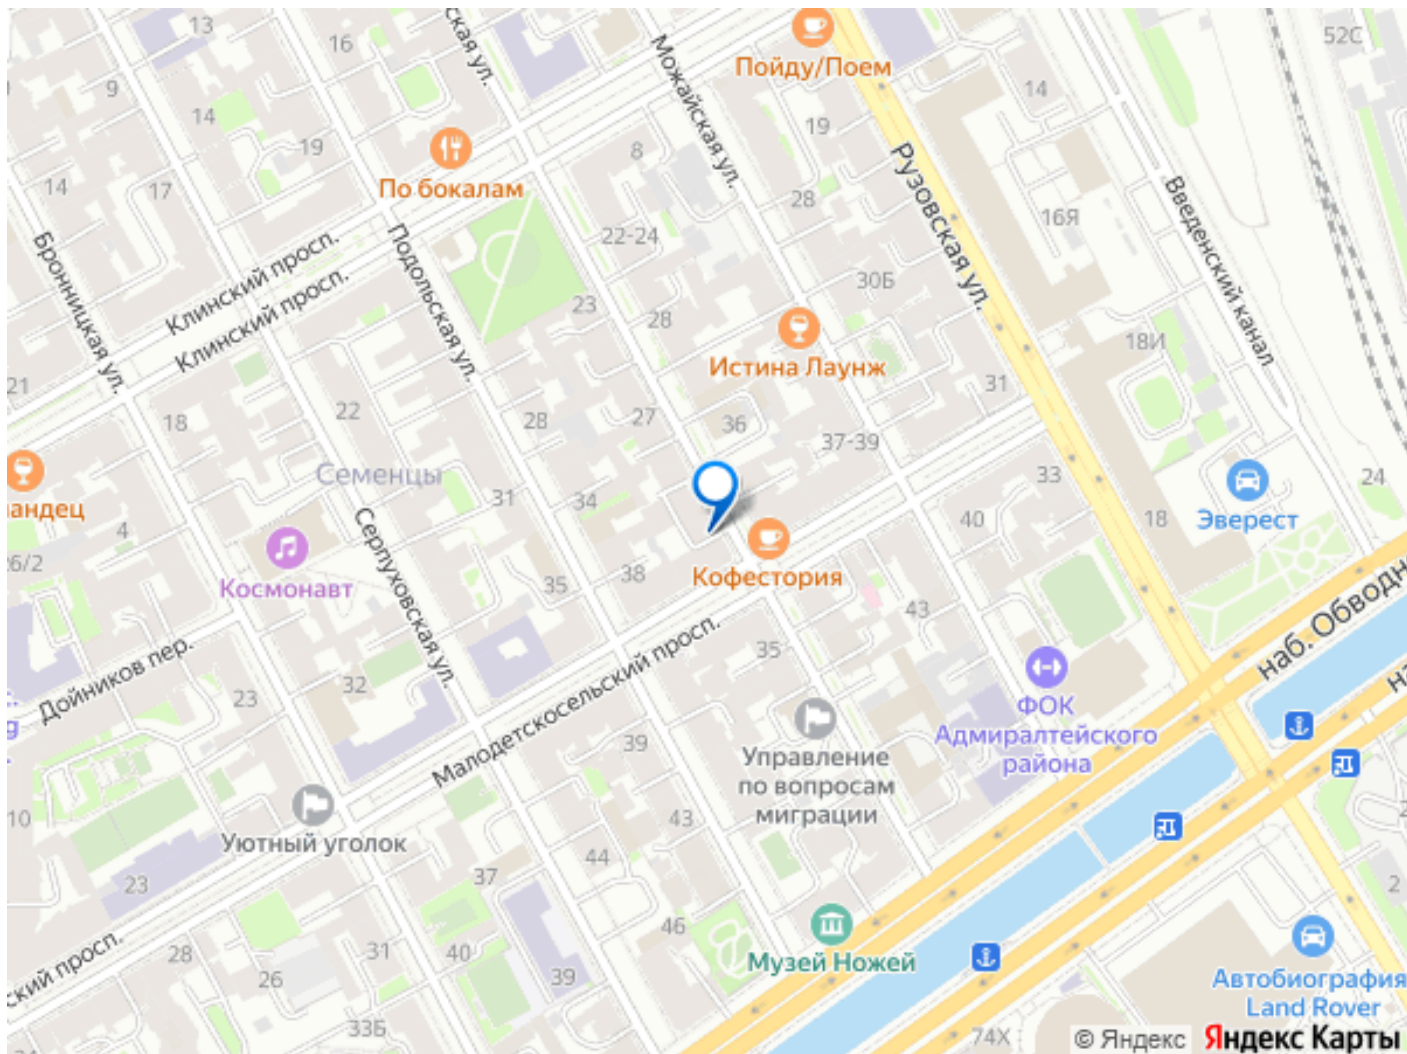 13
16
ская ул.
Можайская ул.
Пойду/Поем
52С
9
14
19
14
19
8
По бокалам
14
17
28
Рузовская ул.
16Я
Введенский канал
22-24
Бронницкая ул.
Клинский просп.
Клинский просп.
Подольская ул.
30Б
23
28
Истина Лаунж
18И
21
18
22
28
27
36
37-39
31
Семенцы
31
34
33
24
ландец
4
40
18
Эверест
26/2
Космонавт
Серпуховская ул.
35
38
Кофестория
43
наб. Обводн
на
Дойников пер.
23
32
Малодетскосельский просп.
35
ФОК
Адмиралтейского
района
g
39
Управление
по вопросам
миграции
10
Уютный уголок
43
44
23
37
2
46
Музей Ножей
ский просп.
28
26
31
40
39
Автобиография
Land Rover
33Б
74Х
© Яндекс
Яндекс Карты